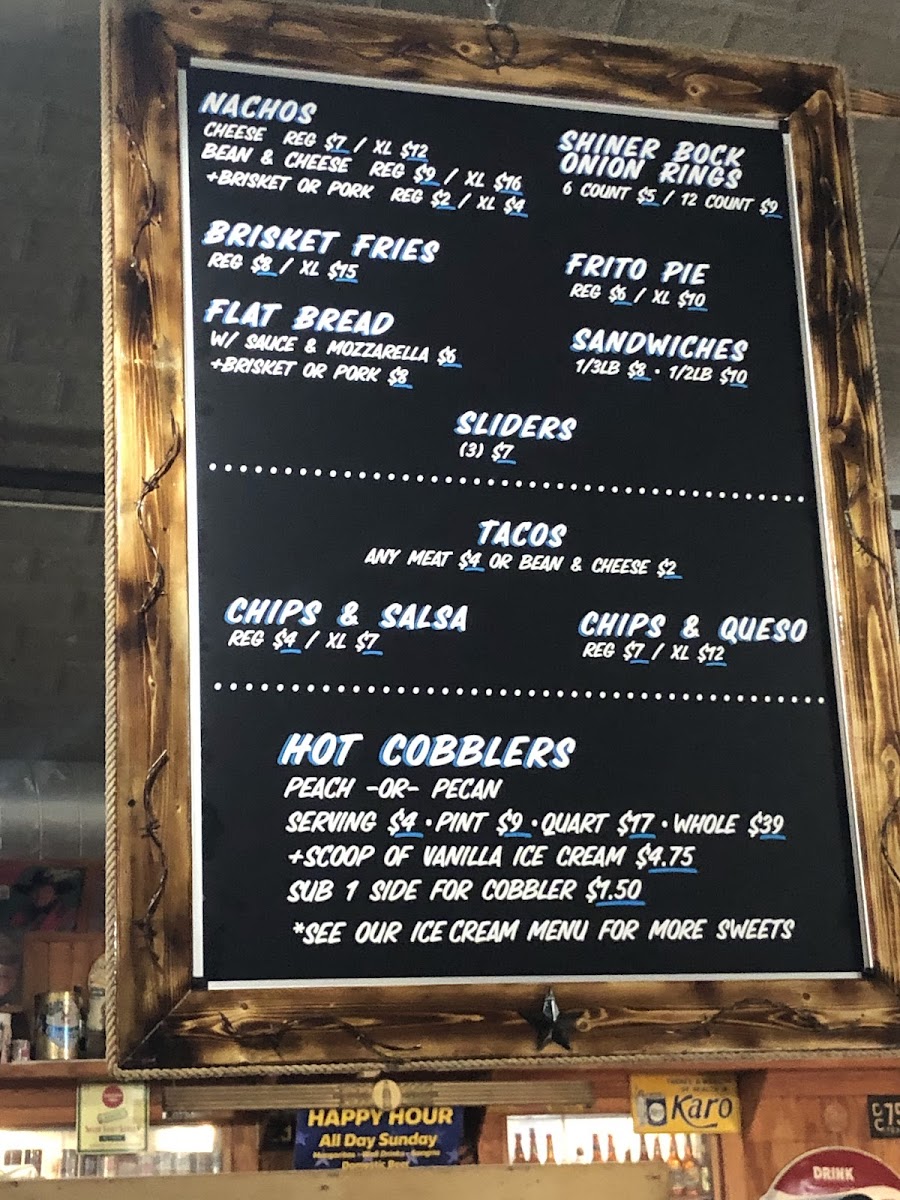 NACHOS
CHEESE REG $7 / XL $12
BEAN & CHEESE REG $9 / XL $16
+BRISKET OR PORK REG $2 / XL $4
SHINER BOCK
ONION RINGS
6 COUNT $5 / 12 COUNT $9
BRISKET FRIES
REG $8 / XL $15
FRITO PIE
REG $6 / XL $10
FLAT BREAD
W/ SAUCE & MOZZARELLA $6
+BRISKET OR PORK $8
SANDWICHES
1/3LB $8 · 1/2LB $10
SLIDERS
(3) $7
TACOS
ANY MEAT $4 OR BEAN & CHEESE $2
CHIPS & SALSA
REG $4 / XL $7
CHIPS & QUESO
REG $7 / XL $12
HOT COBBLERS
PEACH -OR- PECAN
SERVING $4 · PINT $9 · QUART $17 · WHOLE $39
+SCOOP OF VANILLA ICE CREAM $4.75
SUB 1 SIDE FOR COBBLER $1.50
*SEE OUR ICE CREAM MENU FOR MORE SWEETS
HAPPY HOUR
All Day Sunday
Margaritas · Well Drinks · Sangria
Domestic Beer
Karo
DRINK